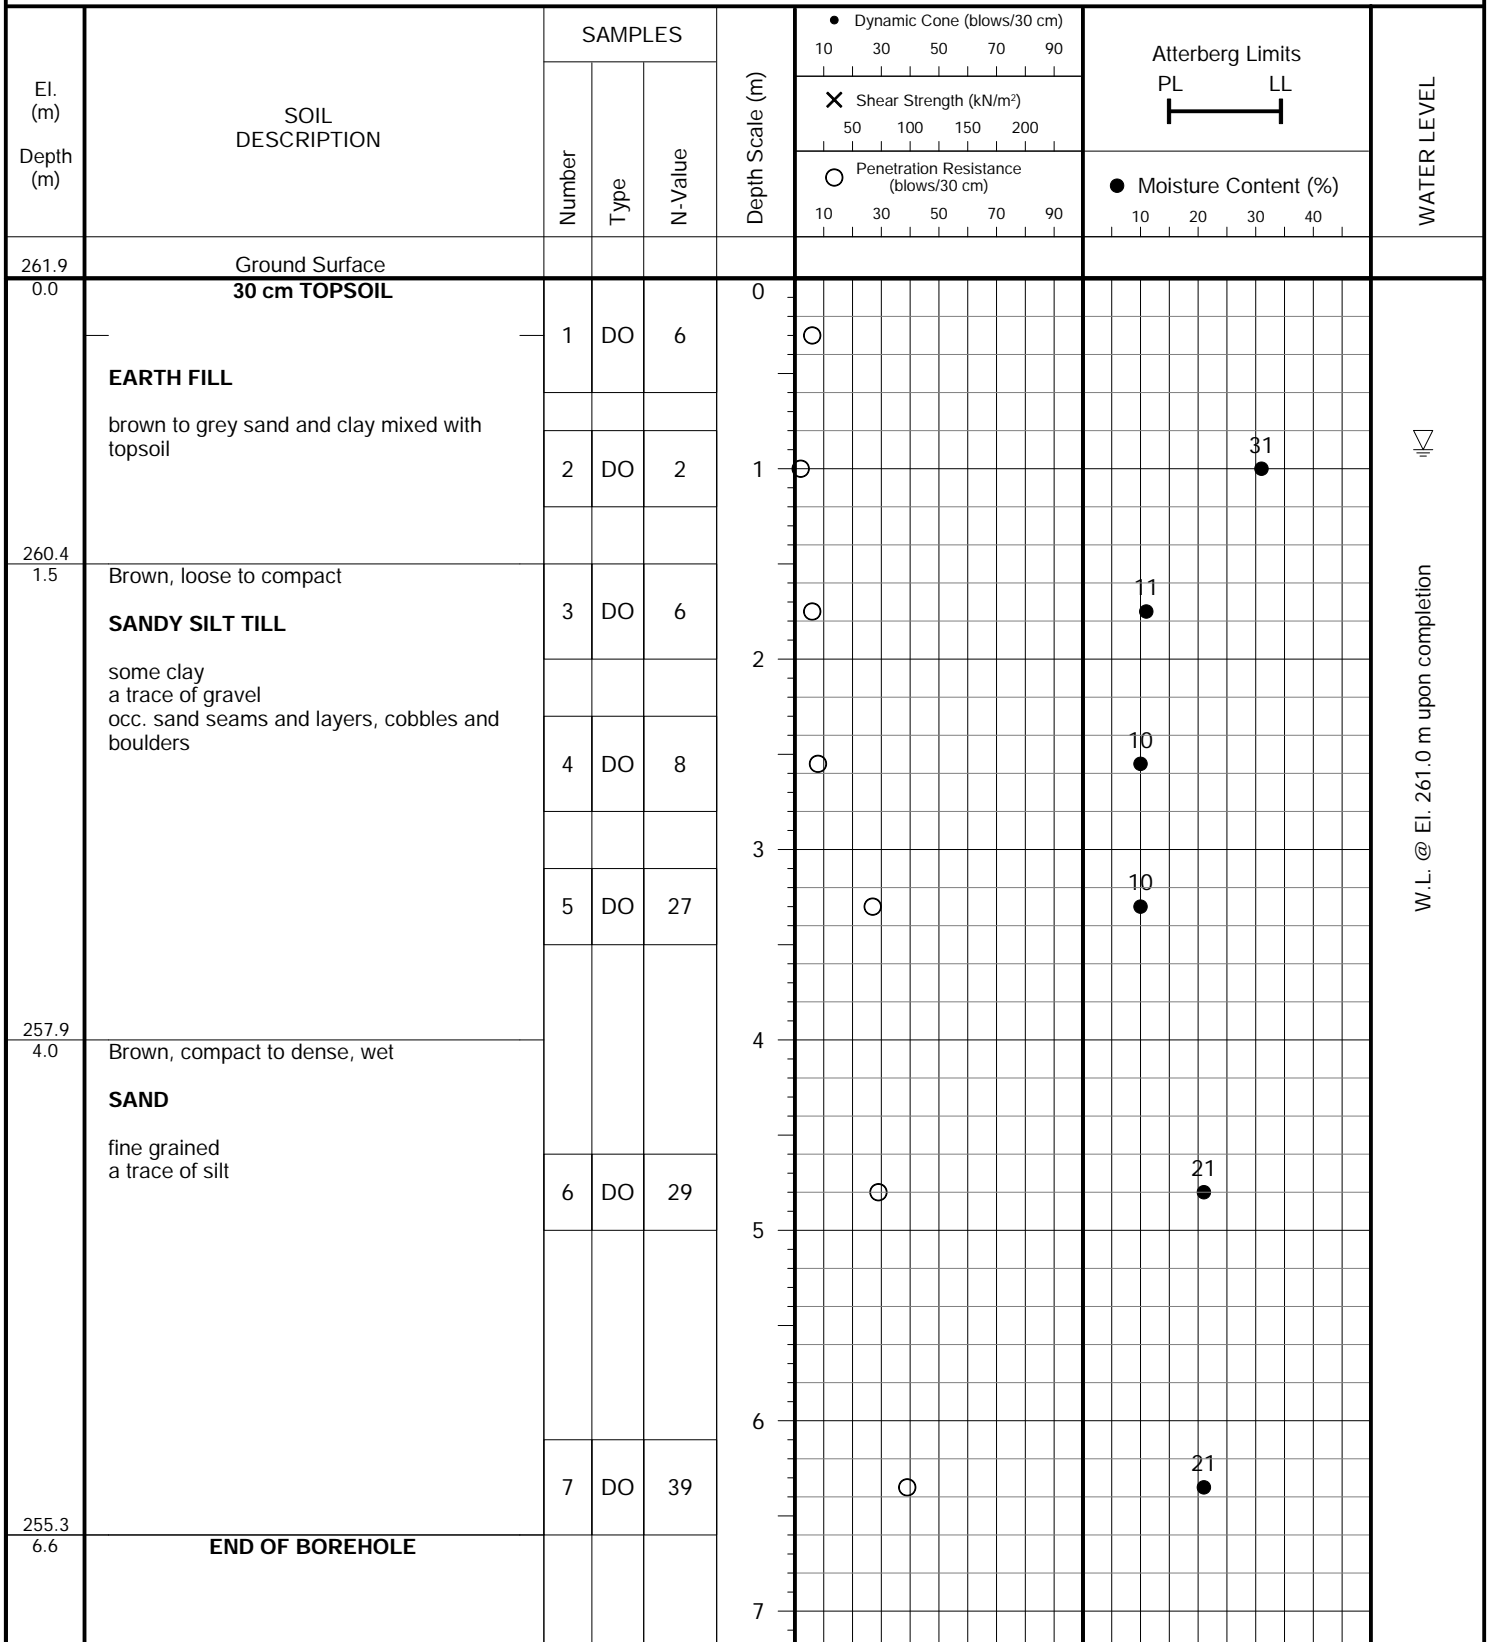 El.
(m)
Depth
(m)
SOIL
DESCRIPTION
SAMPLES
Number
Type
N-Value
Depth Scale (m)
Dynamic Cone (blows/30 cm)
10 30 50 70 90
Shear Strength (kN/m²)
50 100 150 200
Penetration Resistance
(blows/30 cm)
10 30 50 70 90
Atterberg Limits
PL LL
Moisture Content (%)
10 20 30 40
WATER LEVEL
261.9 Ground Surface
0.0 30 cm TOPSOIL 0
1 DO 6
EARTH FILL
brown to grey sand and clay mixed with
topsoil
31
2 DO 2 1
260.4
1.5 Brown, loose to compact
11
3 DO 6
SANDY SILT TILL
2
some clay
a trace of gravel
occ. sand seams and layers, cobbles and
boulders
10
4 DO 8
3
10
5 DO 27
W.L. @ El. 261.0 m upon completion
257.9
4.0 Brown, compact to dense, wet 4
SAND
fine grained
a trace of silt
21
6 DO 29
5
6
21
7 DO 39
255.3
6.6 END OF BOREHOLE
7